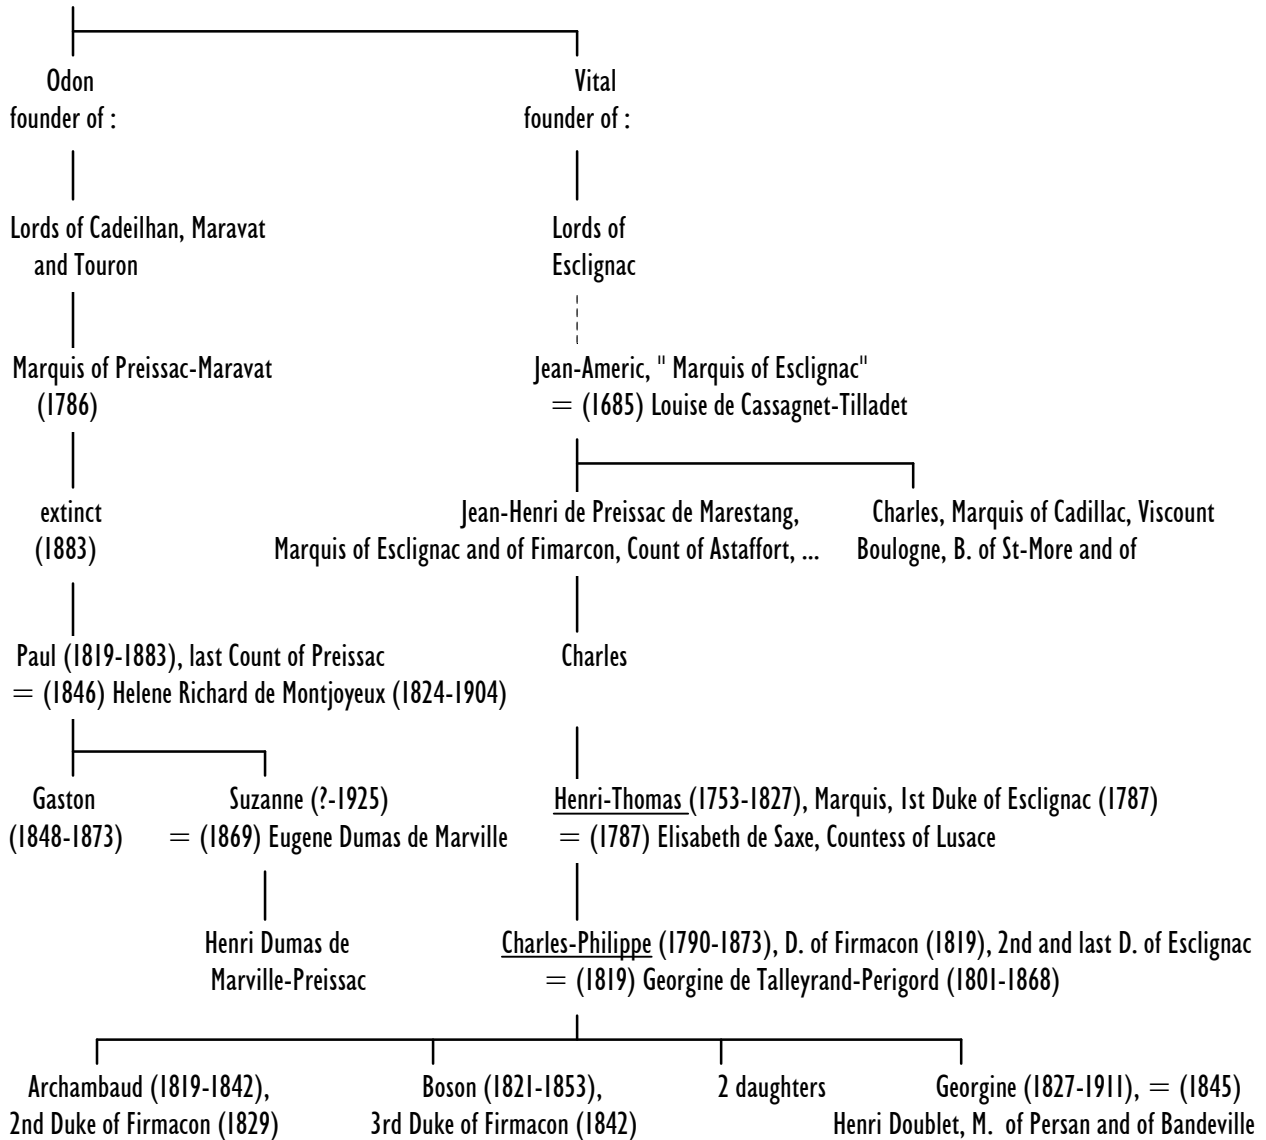 Odon
founder of :
Vital
founder of :
Lords of Cadeilhan, Maravat
and Touron
Lords of
Esclignac
Marquis of Preissac-Maravat
(1786)
Jean-Americ, " Marquis of Esclignac"
= (1685) Louise de Cassagnet-Tilladet
extinct
(1883)
Jean-Henri de Preissac de Marestang,
Marquis of Esclignac and of Fimarcon, Count of Astaffort, ...
Charles, Marquis of Cadillac, Viscount
Boulogne, B. of St-More and of
Paul (1819-1883), last Count of Preissac
= (1846) Helene Richard de Montjoyeux (1824-1904)
Charles
Gaston
(1848-1873)
Suzanne (?-1925)
= (1869) Eugene Dumas de Marville
Henri-Thomas (1753-1827), Marquis, 1st Duke of Esclignac (1787)
= (1787) Elisabeth de Saxe, Countess of Lusace
Henri Dumas de
Marville-Preissac
Charles-Philippe (1790-1873), D. of Firmacon (1819), 2nd and last D. of Esclignac
= (1819) Georgine de Talleyrand-Perigord (1801-1868)
Archambaud (1819-1842),
2nd Duke of Firmacon (1829)
Boson (1821-1853),
3rd Duke of Firmacon (1842)
2 daughters
Georgine (1827-1911), = (1845)
Henri Doublet, M. of Persan and of Bandeville